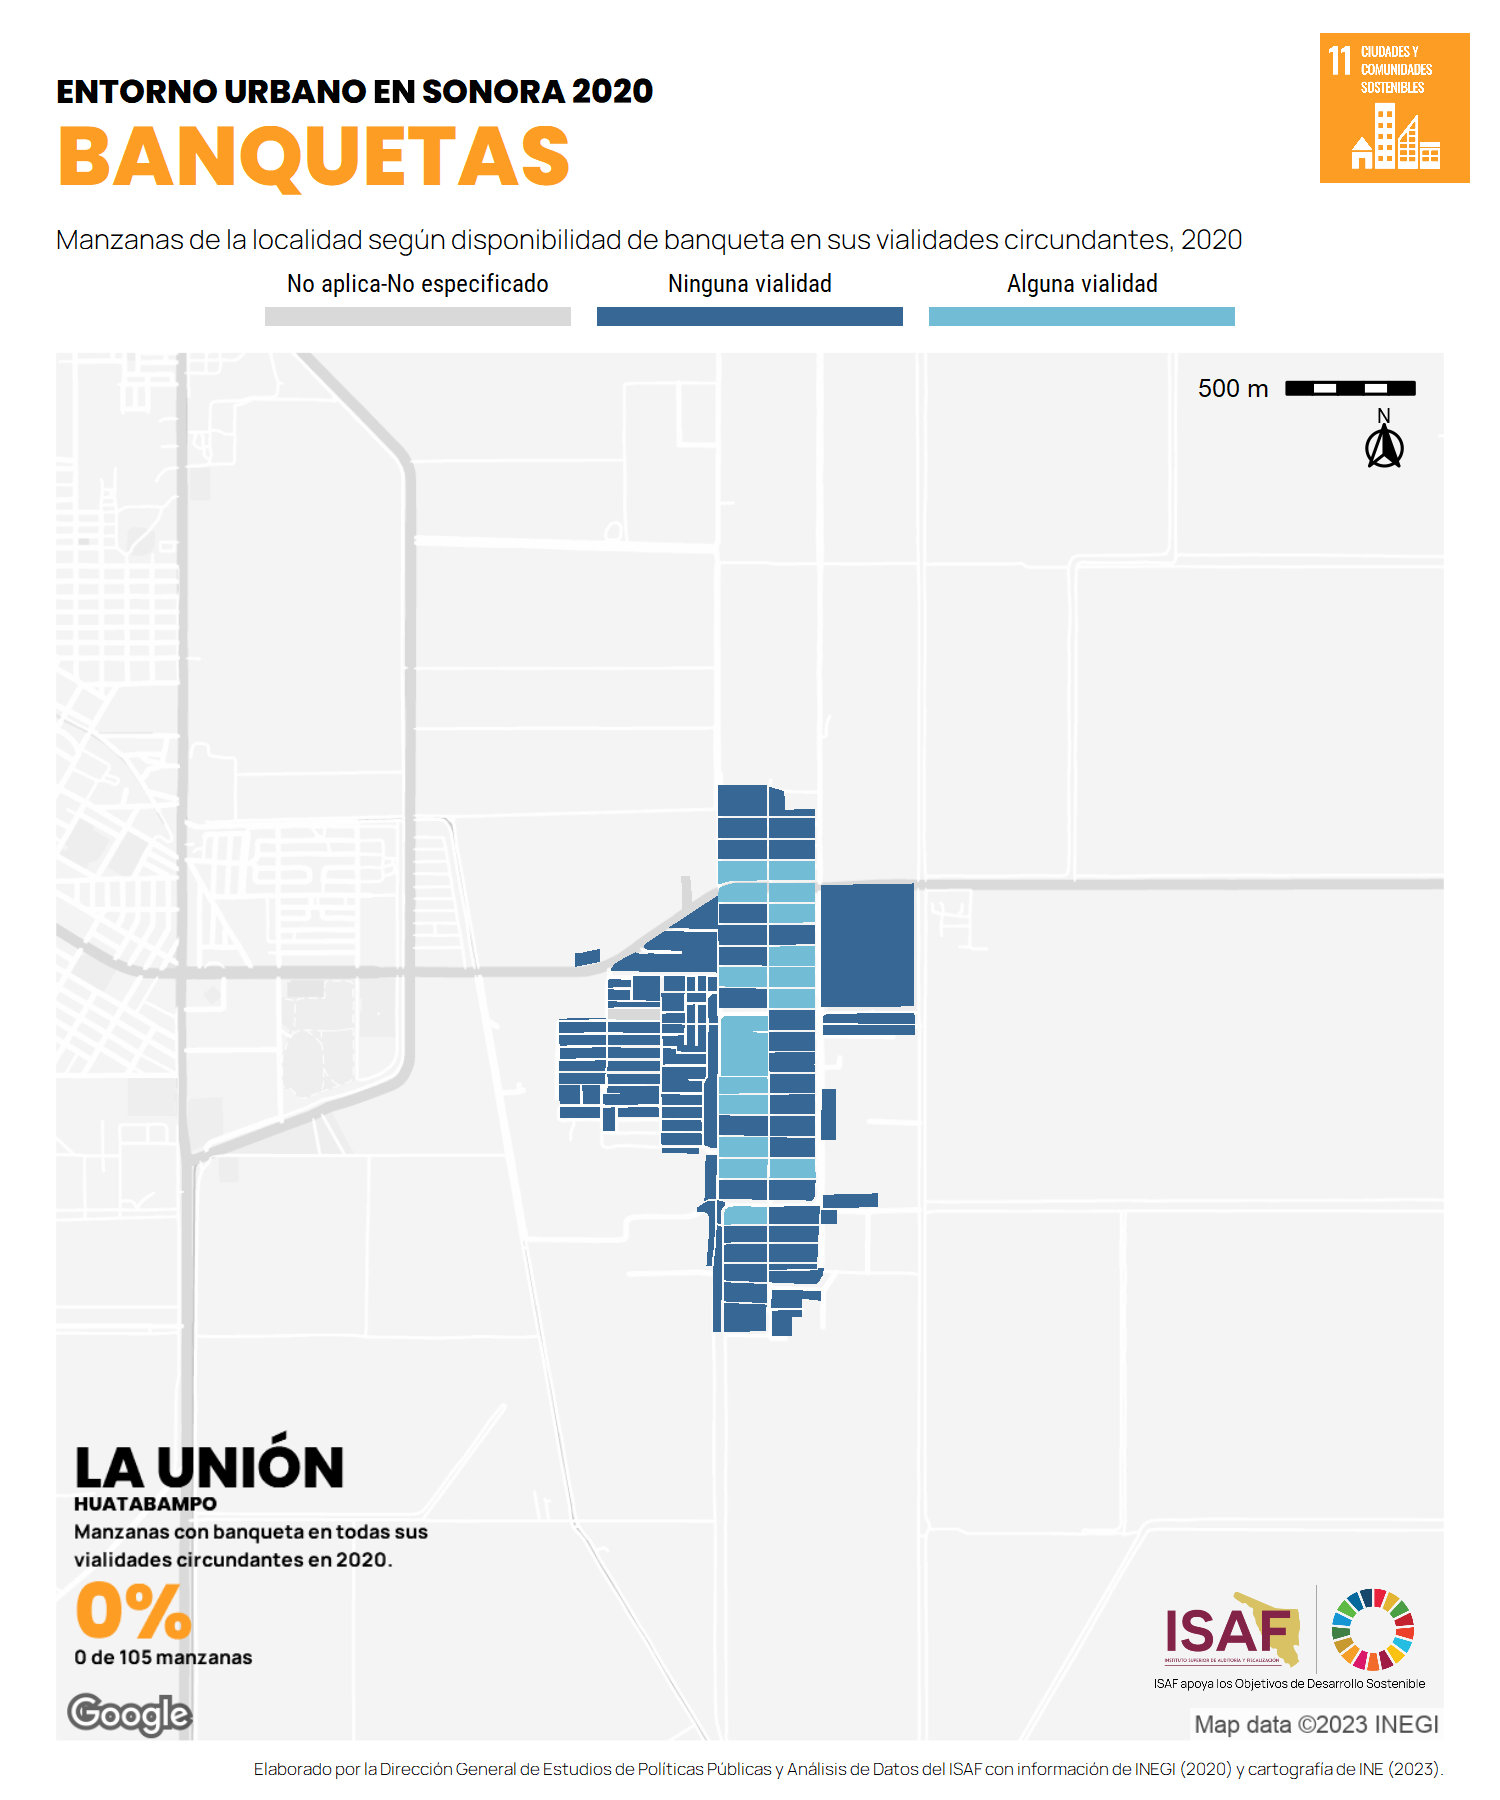 ENTORNO URBANO EN SONORA 2020
BANQUETAS
11 CIUDADES Y
COMUNIDADES
SOSTENIBLES
Manzanas de la localidad según disponibilidad de banqueta en sus vialidades circundantes, 2020
No aplica-No especificado
Ninguna vialidad
Alguna vialidad
500 m
N
LA UNIÓN
HUATABAMPO
Manzanas con banqueta en todas sus
vialidades circundantes en 2020.
0%
0 de 105 manzanas
Google
ISAF
INSTITUTO SUPERIOR DE AUDITORÍA Y FISCALIZACIÓN
ISAF apoya los Objetivos de Desarrollo Sostenible
Map data ©2023 INEGI
Elaborado por la Dirección General de Estudios de Políticas Públicas y Análisis de Datos del ISAF con información de INEGI (2020) y cartografía de INE (2023).